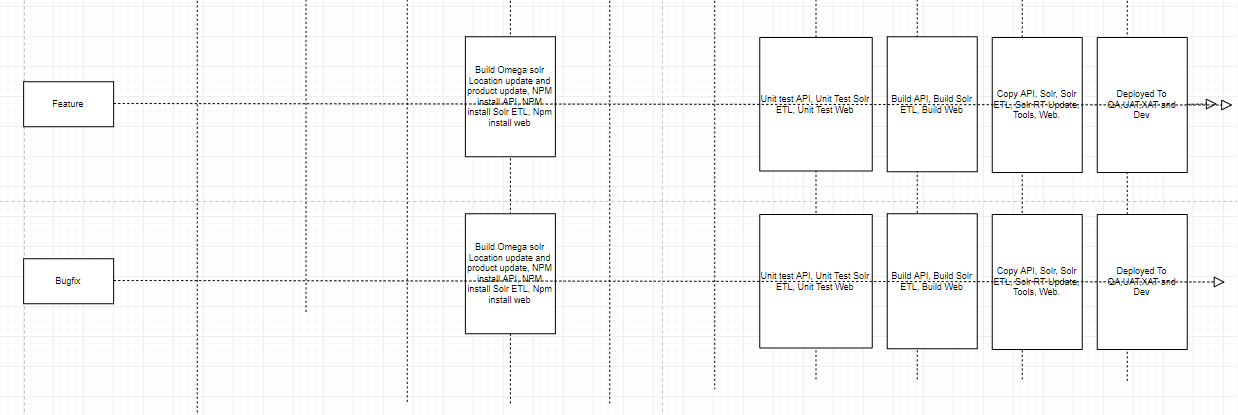 Feature
Build Omega solr
Location update and
product update, NPM
install API, NPM
install Solr ETL, Npm
install web
Unit test API, Unit Test Solr
ETL, Unit Test Web
Build API, Build Solr
ETL, Build Web
Copy API, Solr, Solr
ETL, Solr RT Update,
Tools, Web.
Deployed To
QA,UAT,XAT and
Dev
Bugfix
Build Omega solr
Location update and
product update, NPM
install API, NPM
install Solr ETL, Npm
install web
Unit test API, Unit Test Solr
ETL, Unit Test Web
Build API, Build Solr
ETL, Build Web
Copy API, Solr, Solr
ETL, Solr RT Update,
Tools, Web.
Deployed To
QA,UAT,XAT and
Dev